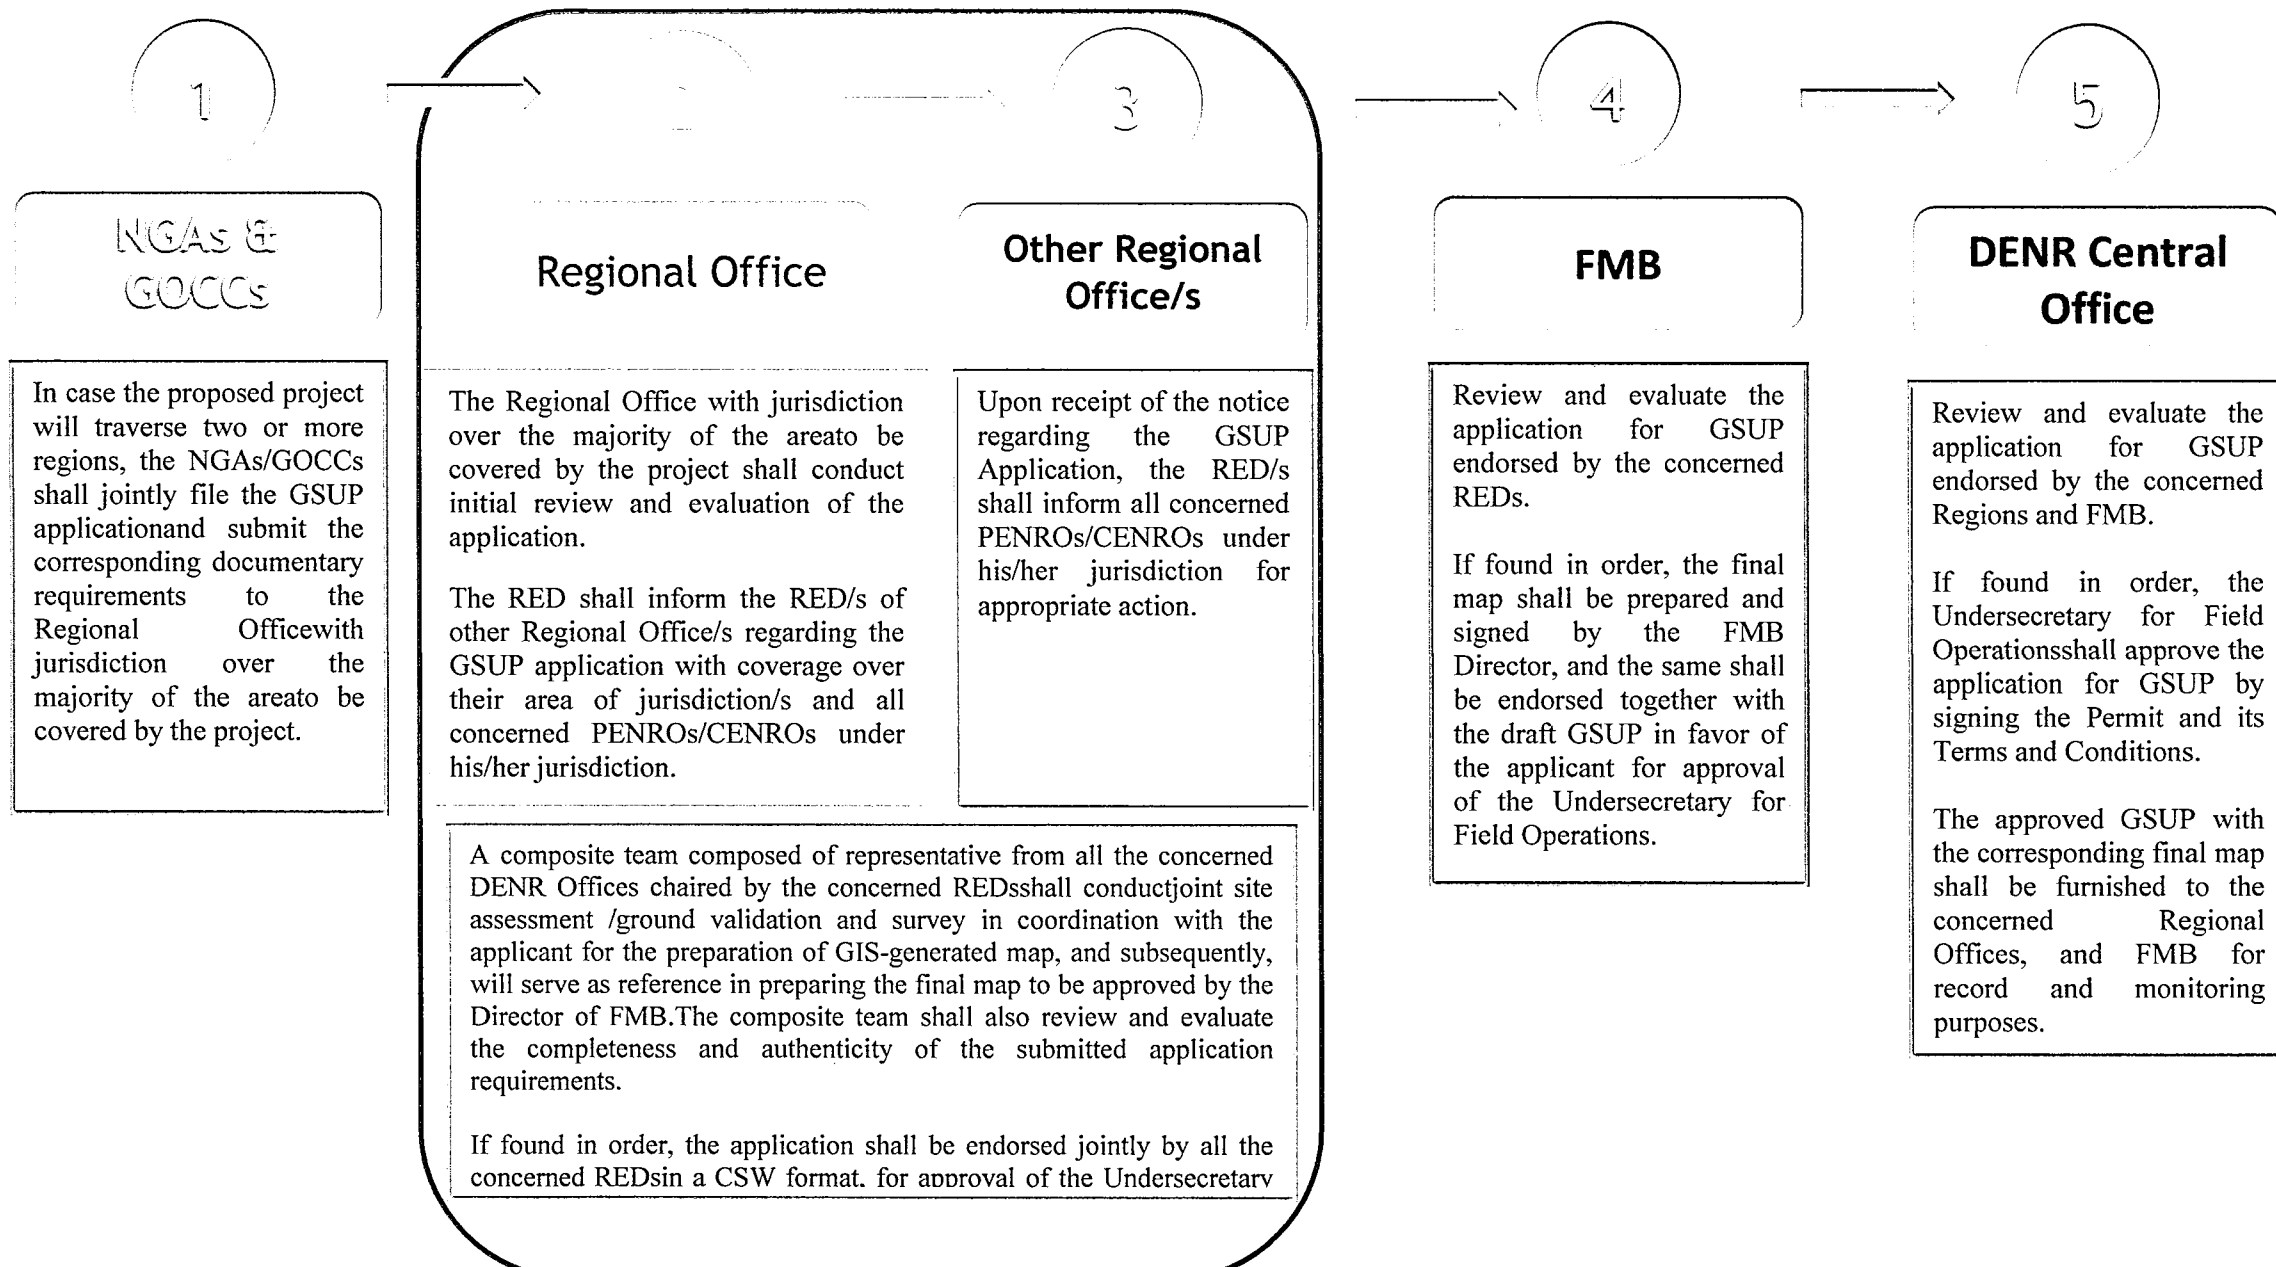 1
NGAs &
GOCCs
In case the proposed project
will traverse two or more
regions, the NGAs/GOCCs
shall jointly file the GSUP
applicationand submit the
corresponding documentary
requirements to the
Regional Officewith
jurisdiction over the
majority of the areato be
covered by the project.
Regional Office
The Regional Office with jurisdiction
over the majority of the areato be
covered by the project shall conduct
initial review and evaluation of the
application.
The RED shall inform the RED/s of
other Regional Office/s regarding the
GSUP application with coverage over
their area of jurisdiction/s and all
concerned PENROs/CENROs under
his/her jurisdiction.
3
Other Regional
Office/s
Upon receipt of the notice
regarding the GSUP
Application, the RED/s
shall inform all concerned
PENROs/CENROs under
his/her jurisdiction for
appropriate action.
A composite team composed of representative from all the concerned
DENR Offices chaired by the concerned REDsshall conductjoint site
assessment /ground validation and survey in coordination with the
applicant for the preparation of GIS-generated map, and subsequently,
will serve as reference in preparing the final map to be approved by the
Director of FMB.The composite team shall also review and evaluate
the completeness and authenticity of the submitted application
requirements.
If found in order, the application shall be endorsed jointly by all the
concerned REDsin a CSW format, for approval of the Undersecretary
4
FMB
Review and evaluate the
application for GSUP
endorsed by the concerned
REDs.
If found in order, the final
map shall be prepared and
signed by the FMB
Director, and the same shall
be endorsed together with
the draft GSUP in favor of
the applicant for approval
of the Undersecretary for
Field Operations.
5
DENR Central
Office
Review and evaluate the
application for GSUP
endorsed by the concerned
Regions and FMB.
If found in order, the
Undersecretary for Field
Operationsshall approve the
application for GSUP by
signing the Permit and its
Terms and Conditions.
The approved GSUP with
the corresponding final map
shall be furnished to the
concerned Regional
Offices, and FMB for
record and monitoring
purposes.